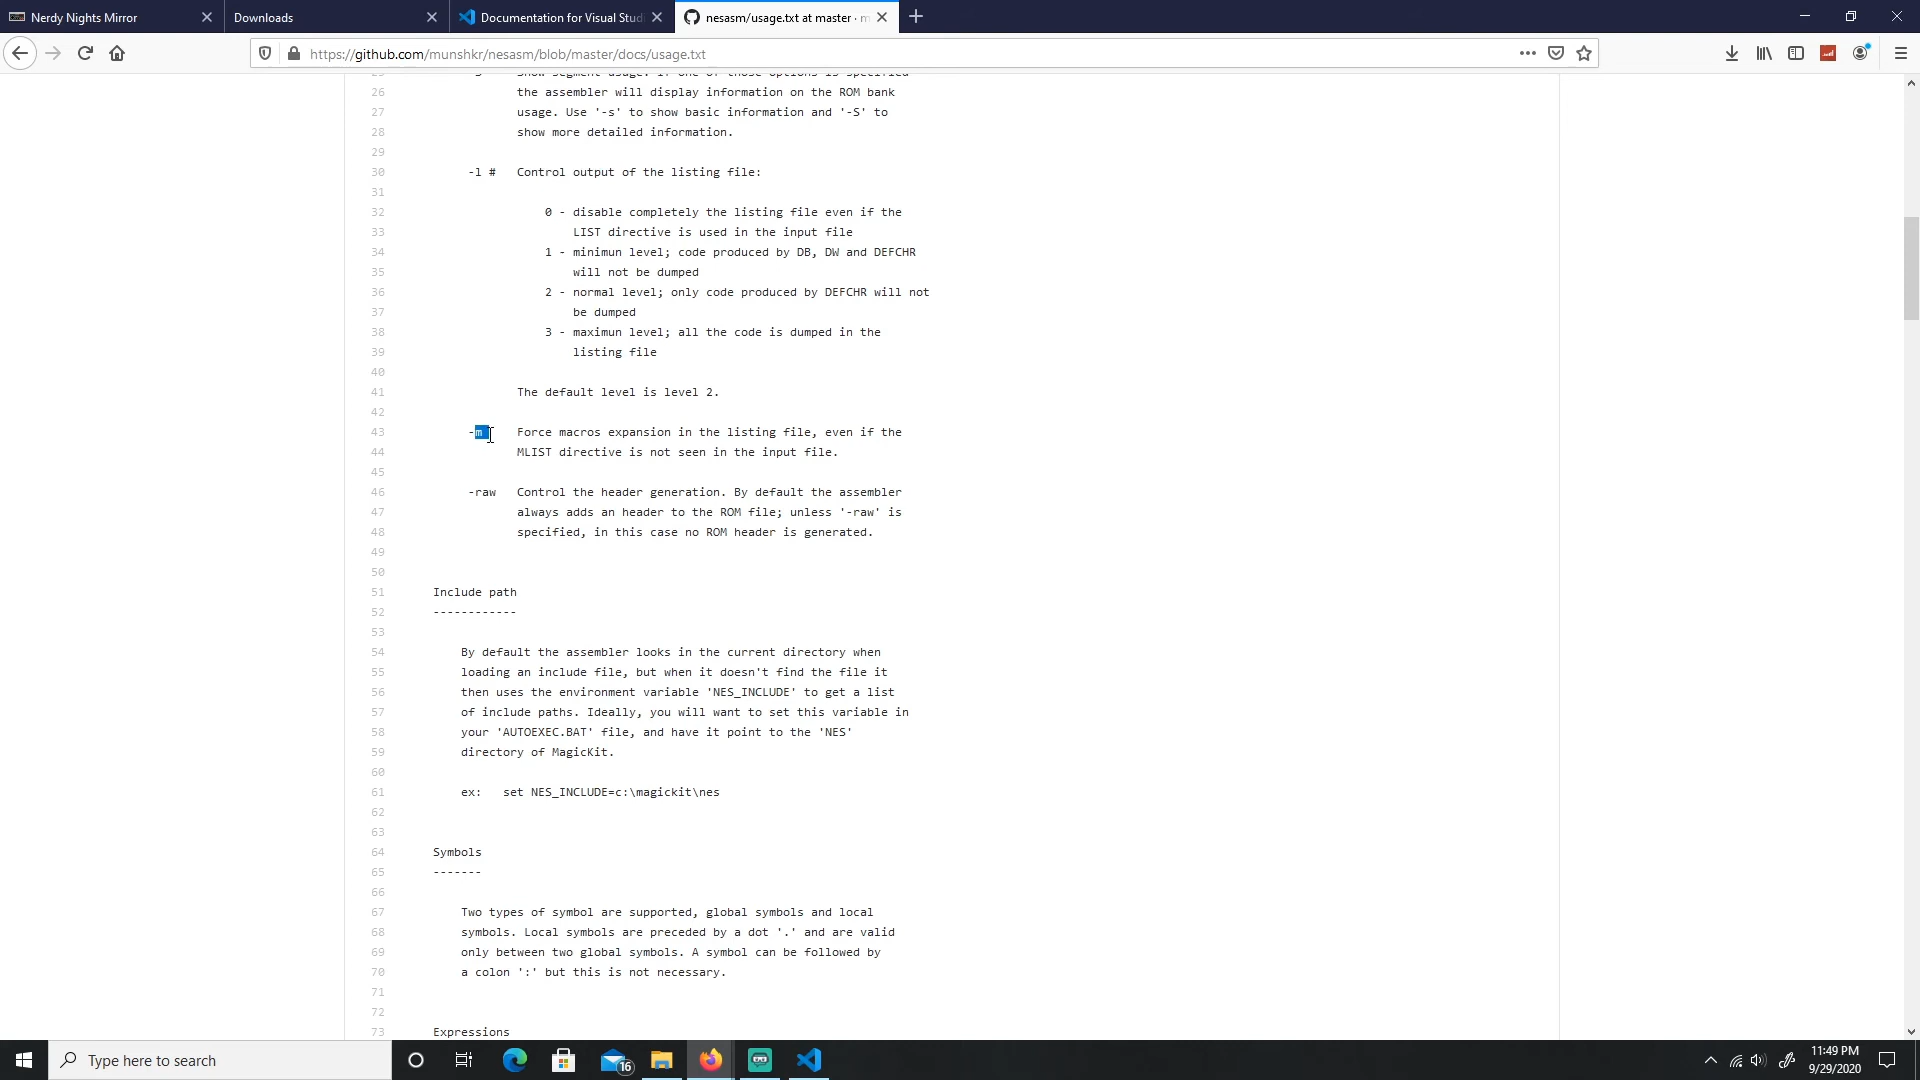 Nerdy Nights Mirror
Downloads
Documentation for Visual Stud
nesasm/usage.txt at master · m
https://github.com/munshkr/nesasm/blob/master/docs/usage.txt
26 the assembler will display information on the ROM bank
27 usage. Use '-s' to show basic information and '-S' to
28 show more detailed information.
29
30 -l # Control output of the listing file:
31
32 0 - disable completely the listing file even if the
33 LIST directive is used in the input file
34 1 - minimun level; code produced by DB, DW and DEFCHR
35 will not be dumped
36 2 - normal level; only code produced by DEFCHR will not
37 be dumped
38 3 - maximun level; all the code is dumped in the
39 listing file
40
41 The default level is level 2.
42
43 -m Force macros expansion in the listing file, even if the
44 MLIST directive is not seen in the input file.
45
46 -raw Control the header generation. By default the assembler
47 always adds an header to the ROM file; unless '-raw' is
48 specified, in this case no ROM header is generated.
49
50
51 Include path
52 ------------
53
54 By default the assembler looks in the current directory when
55 loading an include file, but when it doesn't find the file it
56 then uses the environment variable 'NES_INCLUDE' to get a list
57 of include paths. Ideally, you will want to set this variable in
58 your 'AUTOEXEC.BAT' file, and have it point to the 'NES'
59 directory of MagicKit.
60
61 ex: set NES_INCLUDE=c:\magickit\nes
62
63
64 Symbols
65 -------
66
67 Two types of symbol are supported, global symbols and local
68 symbols. Local symbols are preceded by a dot '.' and are valid
69 only between two global symbols. A symbol can be followed by
70 a colon ':' but this is not necessary.
71
72
73 Expressions
Type here to search
16
11:49 PM
9/29/2020